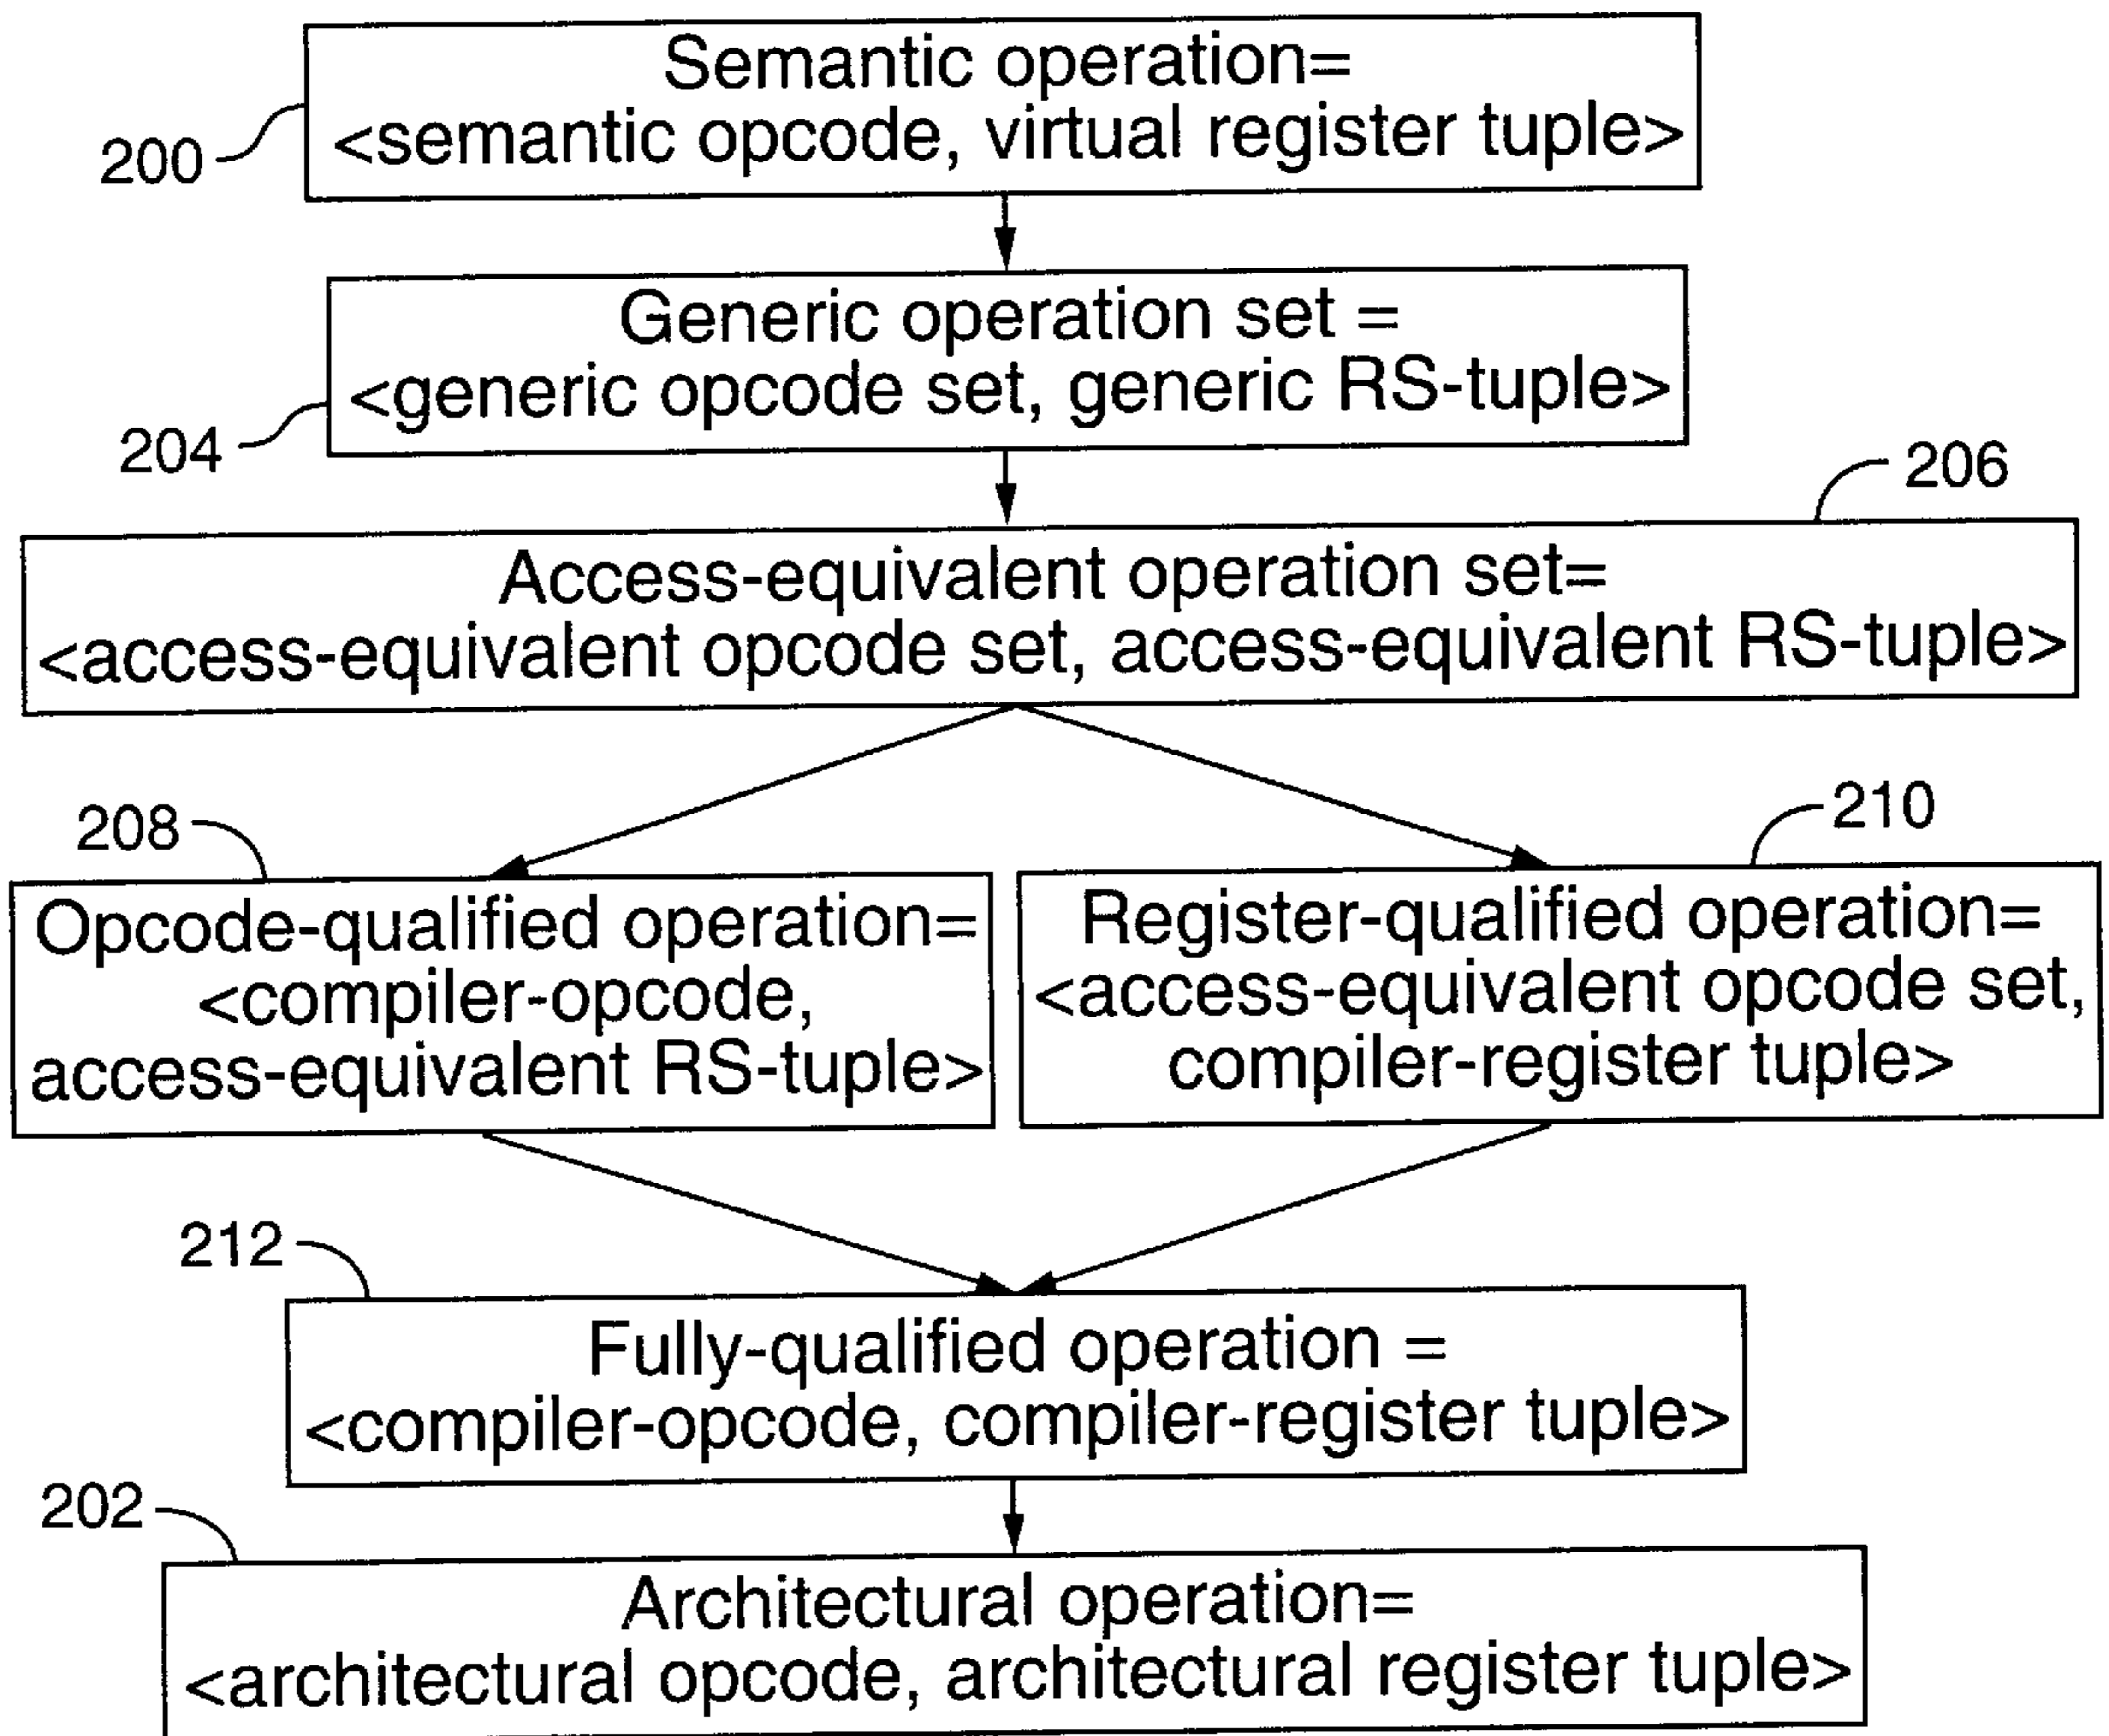 Semantic operation=
<semantic opcode, virtual register tuple>
200
Generic operation set =
<generic opcode set, generic RS-tuple>
204
206
Access-equivalent operation set=
<access-equivalent opcode set, access-equivalent RS-tuple>
208
210
Opcode-qualified operation=
<compiler-opcode,
access-equivalent RS-tuple>
Register-qualified operation=
<access-equivalent opcode set,
compiler-register tuple>
212
Fully-qualified operation =
<compiler-opcode, compiler-register tuple>
202
Architectural operation=
<architectural opcode, architectural register tuple>